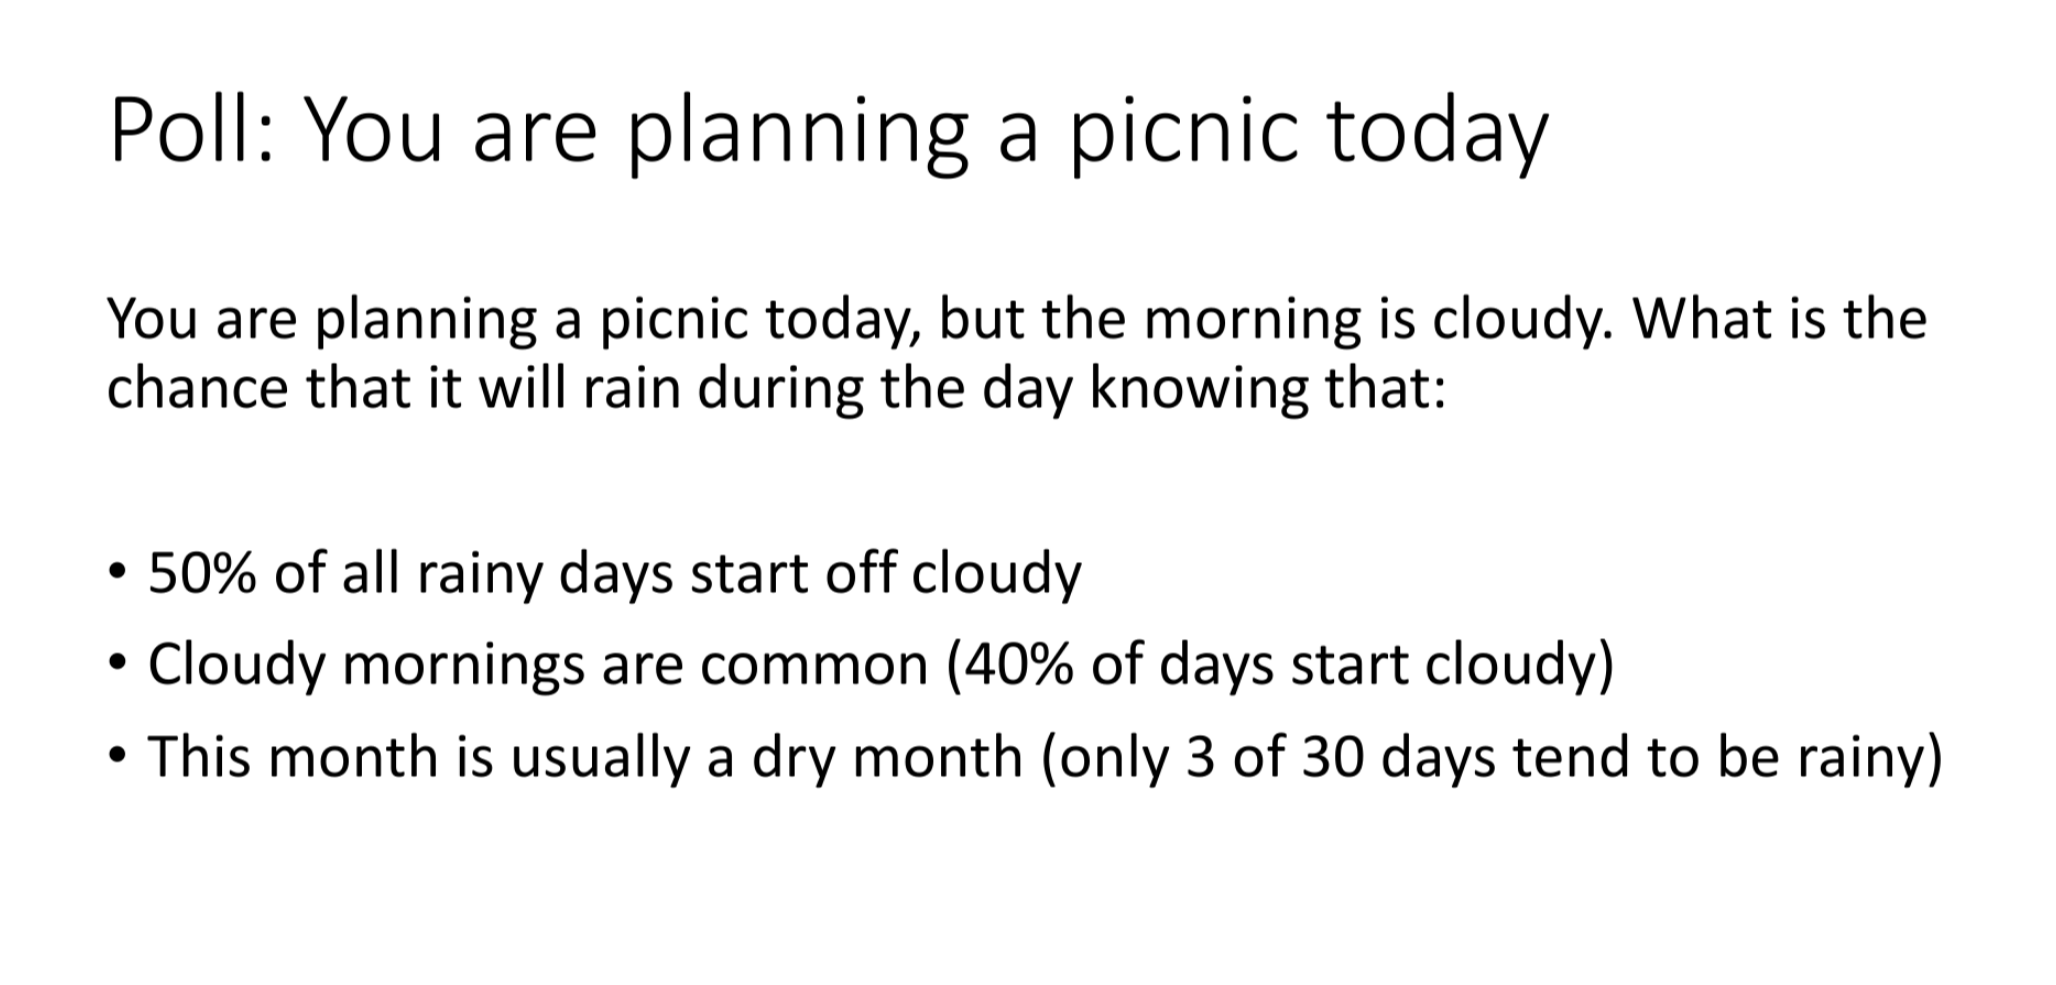 Poll: You are planning a picnic today
You are planning a picnic today, but the morning is cloudy. What is the
chance that it will rain during the day knowing that:
• 50% of all rainy days start off cloudy
• Cloudy mornings are common (40% of days start cloudy)
• This month is usually a dry month (only 3 of 30 days tend to be rainy)